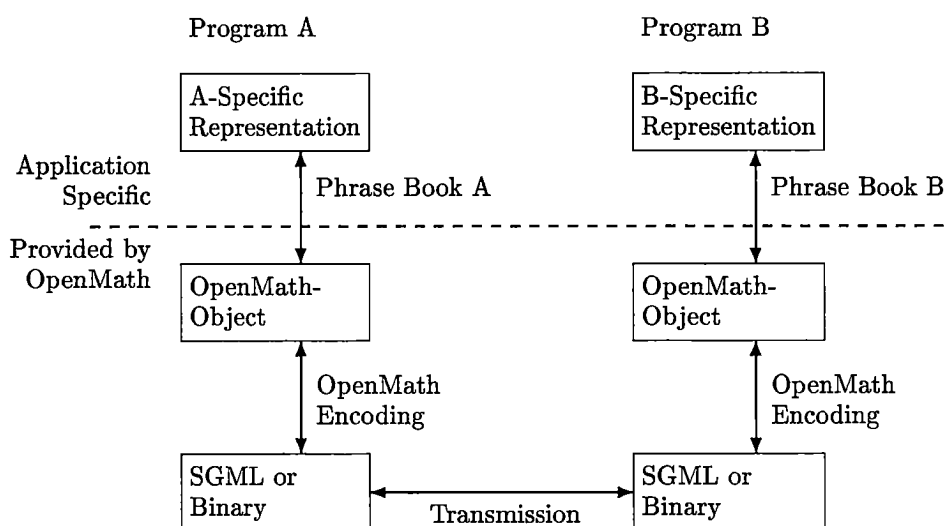 Program A
Program B
A-Specific
Representation
B-Specific
Representation
Application
Specific
Phrase Book A
Phrase Book B
Provided by
OpenMath
OpenMath-
Object
OpenMath-
Object
OpenMath
Encoding
OpenMath
Encoding
SGML or
Binary
SGML or
Binary
Transmission